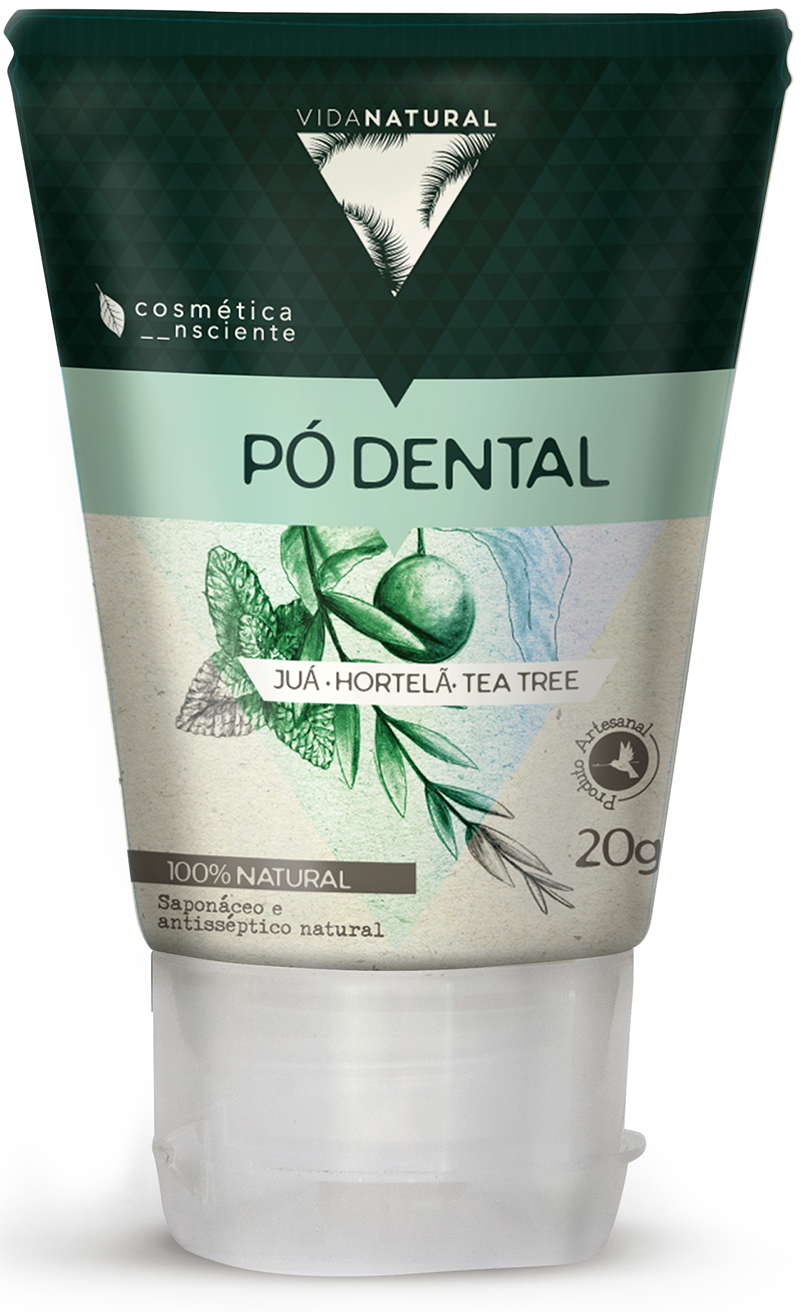 VIDANATURAL
cosmética
__nsciente
PÓ DENTAL
JUÁ · HORTELÃ · TEA TREE
Produto Artesanal
20g
100% NATURAL
Saponáceo e
antisséptico natural